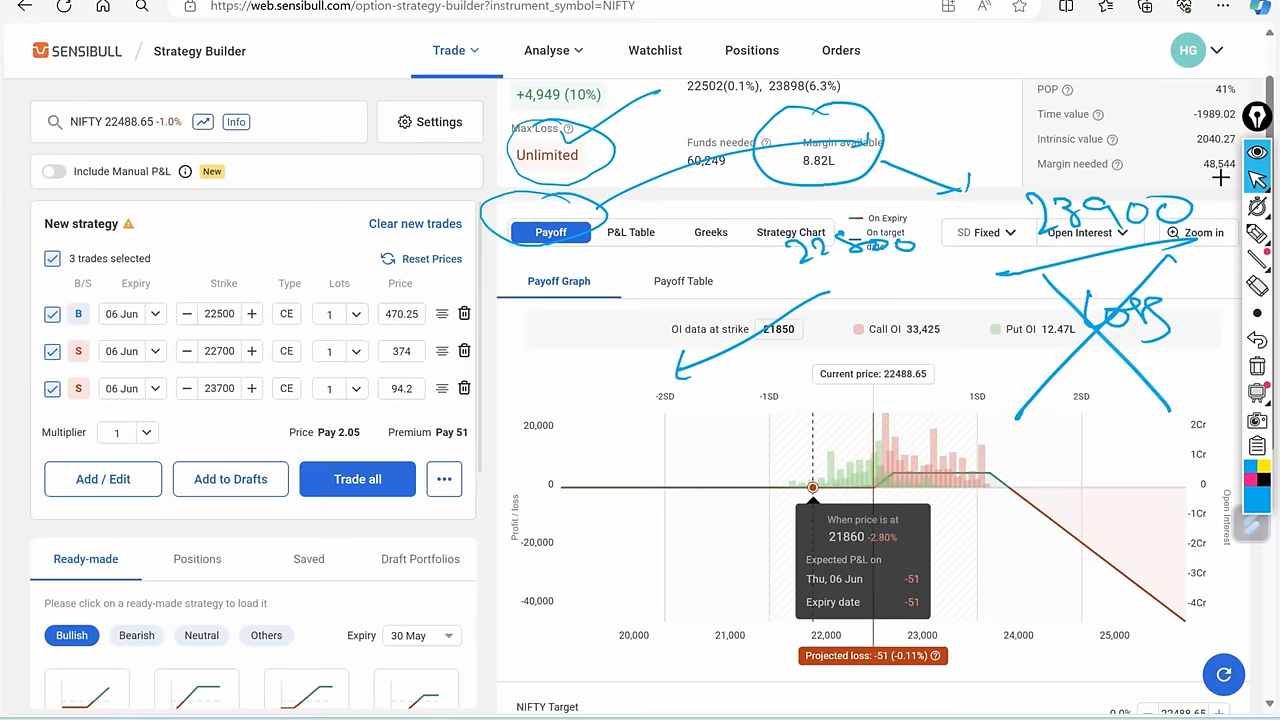 https://web.sensibull.com/option-strategy-builder?instrument_symbol=NIFTY
SENSIBULL / Strategy Builder
Trade Analyse Watchlist Positions Orders
HG
NIFTY 22488.65 -1.0% Info
Settings
Include Manual P&L New
New strategy
Clear new trades
3 trades selected
Reset Prices
B/S Expiry Strike Type Lots Price
B 06 Jun 22500 CE 1 470.25
S 06 Jun 22700 CE 1 374
S 06 Jun 23700 CE 1 94.2
Multiplier 1 Price Pay 2.05 Premium Pay 51
Add / Edit Add to Drafts Trade all
Ready-made Positions Saved Draft Portfolios
Please click on a ready-made strategy to load it
Bullish Bearish Neutral Others Expiry 30 May
+4,949 (10%)
22502(0.1%), 23898(6.3%)
Max Loss
Unlimited
Funds needed
60,249
Margin available
8.82L
POP 41%
Time value -1989.02
Intrinsic value 2040.27
Margin needed 48,544
23900
Payoff P&L Table Greeks Strategy Chart
On Expiry
On target
SD Fixed
Open Interest
Zoom in
Payoff Graph Payoff Table
Loss
OI data at strike 21850
Call OI 33,425
Put OI 12.47L
Current price: 22488.65
-2SD -1SD 1SD 2SD
20,000
0
-20,000
-40,000
Profit / loss
2Cr
1Cr
0
-1Cr
-2Cr
-3Cr
-4Cr
Open Interest
When price is at
21860 -2.80%
Expected P&L on
Thu, 06 Jun -51
Expiry date -51
20,000 21,000 22,000 23,000 24,000 25,000
Projected loss: -51 (-0.11%)
NIFTY Target
0.0%
22488.65